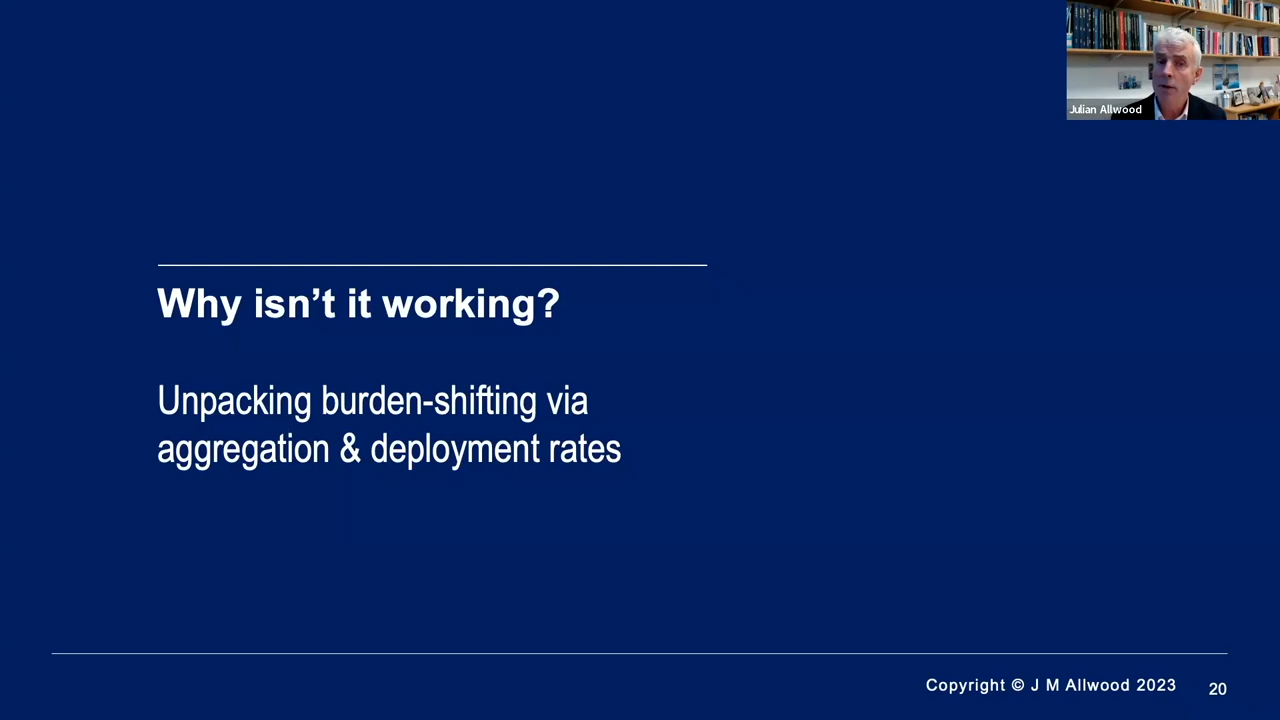 Julian Allwood
Why isn’t it working?
Unpacking burden-shifting via
aggregation & deployment rates
Copyright © J M Allwood 2023
20